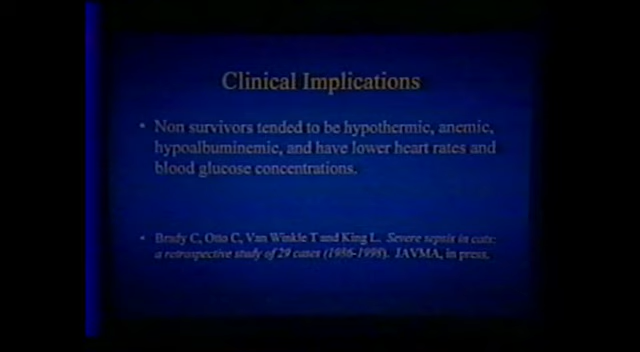 Clinical Implications
• Non survivors tended to be hypothermic, anemic,
hypoalbuminemic, and have lower heart rates and
blood glucose concentrations.
• Brady C, Otto C, Van Winkle T and King L. Severe sepsis in cats:
a retrospective study of 29 cases (1986-1998). JAVMA, in press.